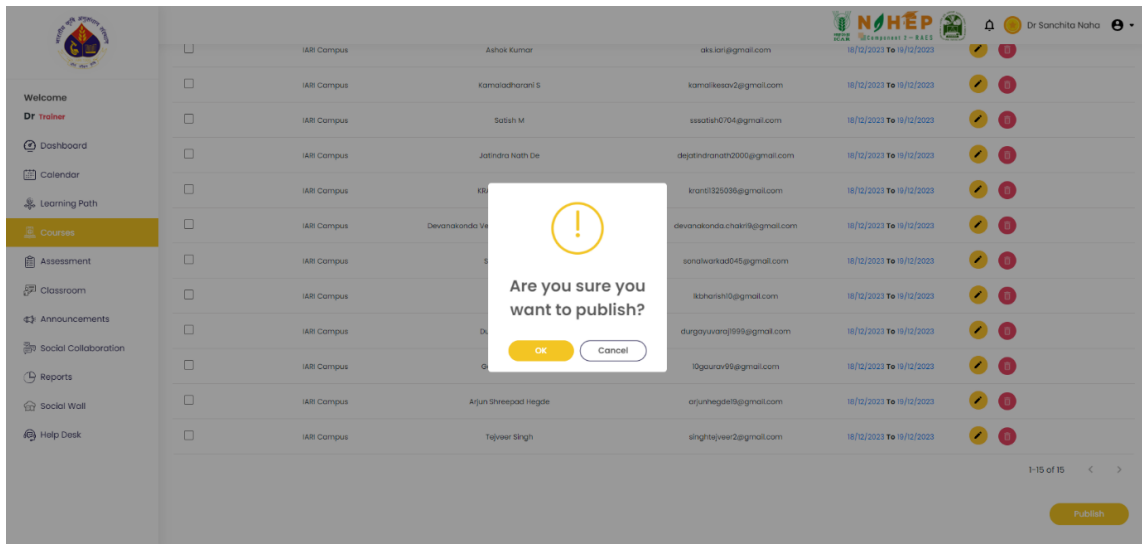 NAHEP
Component 2 - RAES
ICAR
Dr Sanchita Naha
Welcome
Dr Trainer
Dashboard
Calendar
Learning Path
Courses
Assessment
Classroom
Announcements
Social Collaboration
Reports
Social Wall
Help Desk
IARI Campus Ashok Kumar aks.iari@gmail.com 18/12/2023 To 19/12/2023
IARI Campus Kamaladharani S kamalikesav2@gmail.com 18/12/2023 To 19/12/2023
IARI Campus Satish M sssatish0704@gmail.com 18/12/2023 To 19/12/2023
IARI Campus Jatindra Nath De dejatindranath2000@gmail.com 18/12/2023 To 19/12/2023
IARI Campus KRA kranti1325036@gmail.com 18/12/2023 To 19/12/2023
IARI Campus Devanakonda Ve devanakonda.chakri9@gmail.com 18/12/2023 To 19/12/2023
IARI Campus S sonalwarkad045@gmail.com 18/12/2023 To 19/12/2023
IARI Campus lkbharish10@gmail.com 18/12/2023 To 19/12/2023
IARI Campus Du durgayuvaraj1999@gmail.com 18/12/2023 To 19/12/2023
IARI Campus G 10gaurav96@gmail.com 18/12/2023 To 19/12/2023
IARI Campus Arjun Shreepad Hegde arjunhegde19@gmail.com 18/12/2023 To 19/12/2023
IARI Campus Tejveer Singh singhtejveer2@gmail.com 18/12/2023 To 19/12/2023
!
Are you sure you
want to publish?
OK Cancel
1-15 of 15 < >
Publish